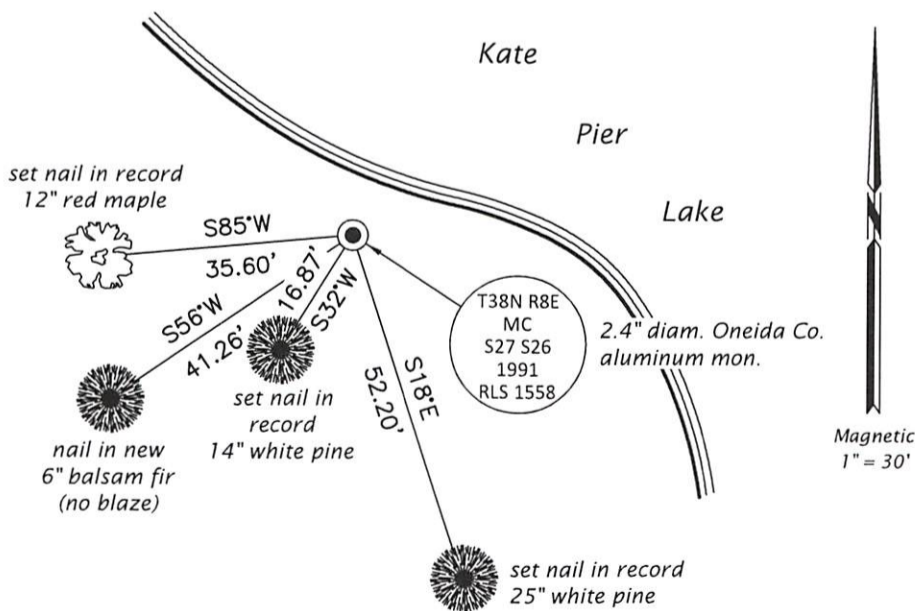 Kate
Pier
Lake
set nail in record
12" red maple
S85°W
35.60'
S56°W
41.26'
16.87'
S32°W
S18°E
52.20'
T38N R8E
MC
S27 S26
1991
RLS 1558
2.4" diam. Oneida Co.
aluminum mon.
N
Magnetic
1" = 30'
set nail in
record
14" white pine
nail in new
6" balsam fir
(no blaze)
set nail in record
25" white pine